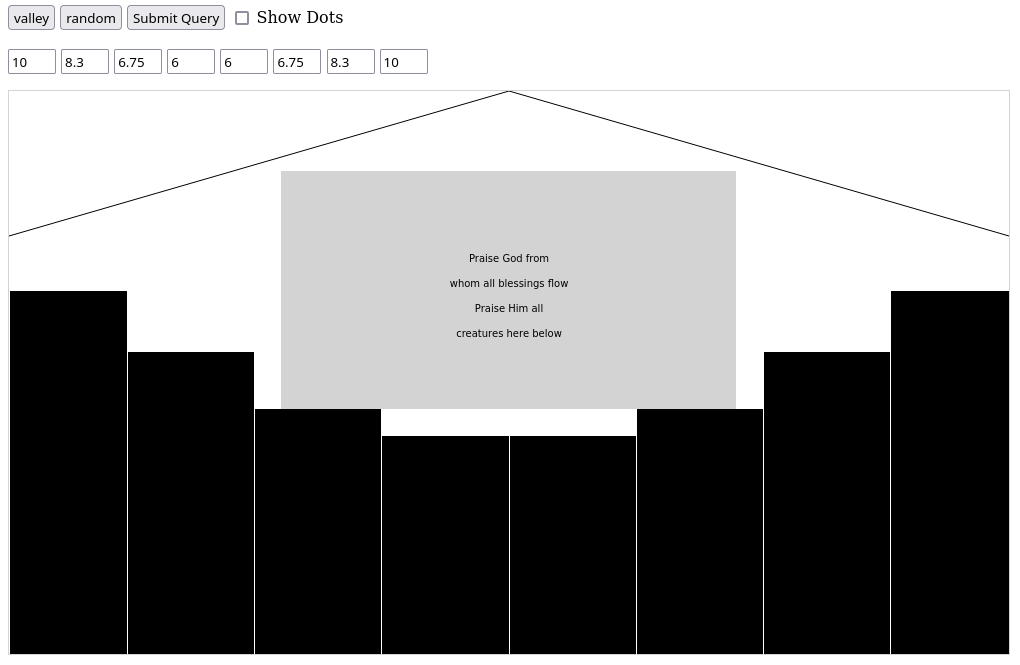 valley random Submit Query Show Dots
10 8.3 6.75 6 6 6.75 8.3 10
Praise God from
whom all blessings flow
Praise Him all
creatures here below